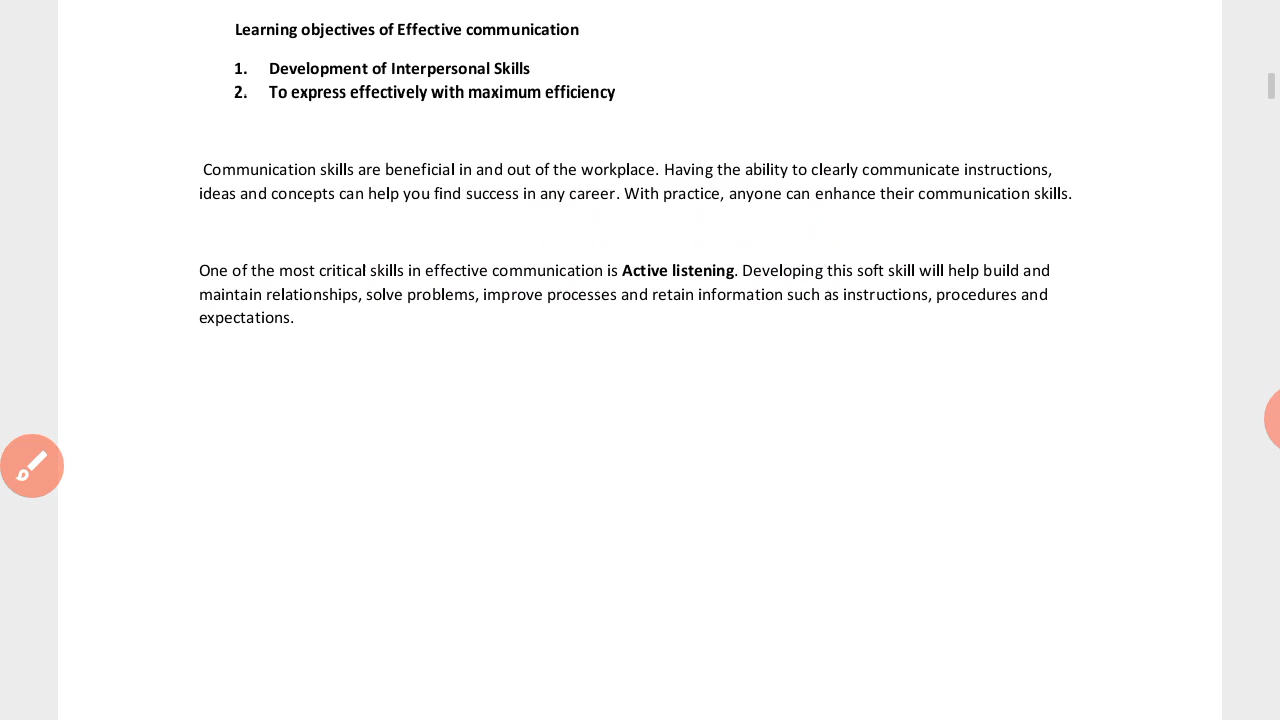 Learning objectives of Effective communication
1. Development of Interpersonal Skills
2. To express effectively with maximum efficiency
Communication skills are beneficial in and out of the workplace. Having the ability to clearly communicate instructions,
ideas and concepts can help you find success in any career. With practice, anyone can enhance their communication skills.
One of the most critical skills in effective communication is Active listening. Developing this soft skill will help build and
maintain relationships, solve problems, improve processes and retain information such as instructions, procedures and
expectations.